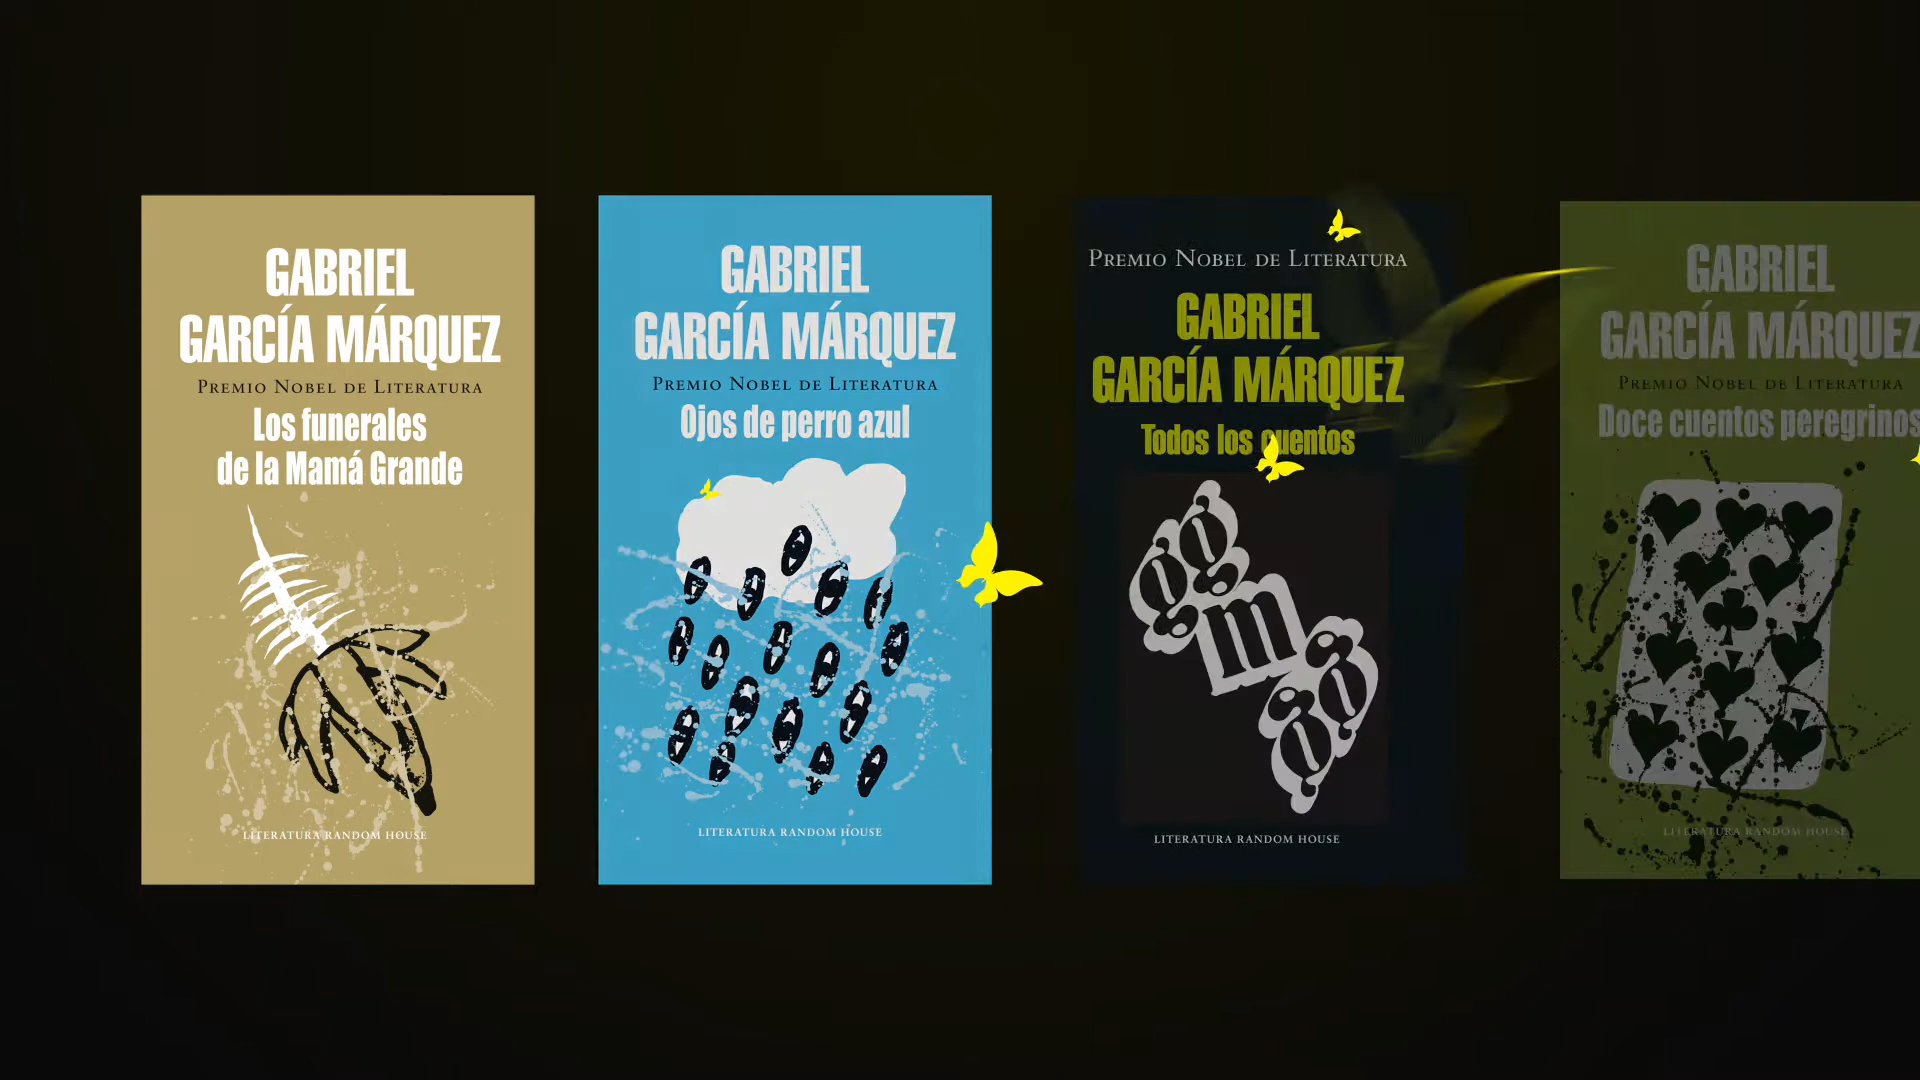 GABRIEL
GARCÍA MÁRQUEZ
PREMIO NOBEL DE LITERATURA
Los funerales
de la Mamá Grande
LITERATURA RANDOM HOUSE
GABRIEL
GARCÍA MÁRQUEZ
PREMIO NOBEL DE LITERATURA
Ojos de perro azul
LITERATURA RANDOM HOUSE
PREMIO NOBEL DE LITERATURA
GABRIEL
GARCÍA MÁRQUEZ
Todos los cuentos
ggm
LITERATURA RANDOM HOUSE
GABRIEL
GARCÍA MÁRQUEZ
PREMIO NOBEL DE LITERATURA
Doce cuentos peregrinos
LITERATURA RANDOM HOUSE